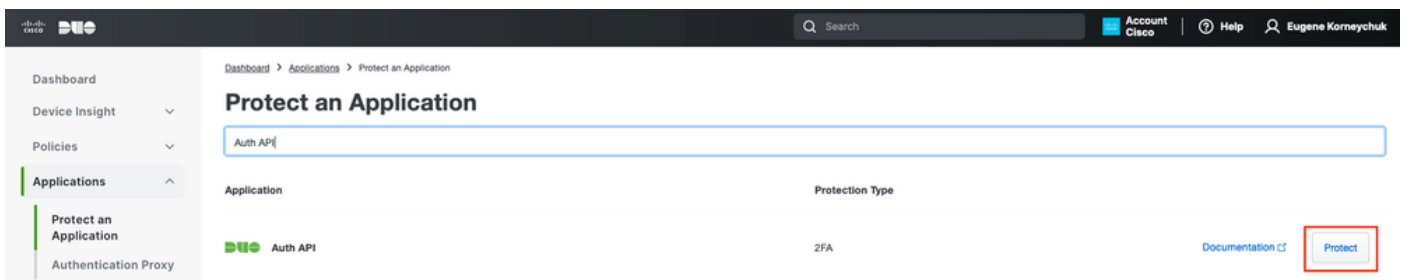 cisco DUO Search Account Cisco Help Eugene Korneychuk
Dashboard > Applications > Protect an Application
Dashboard
Device Insight
Protect an Application
Auth API
Policies
Applications
Application Protection Type
Protect an
Application
DUO Auth API 2FA Documentation Protect
Authentication Proxy